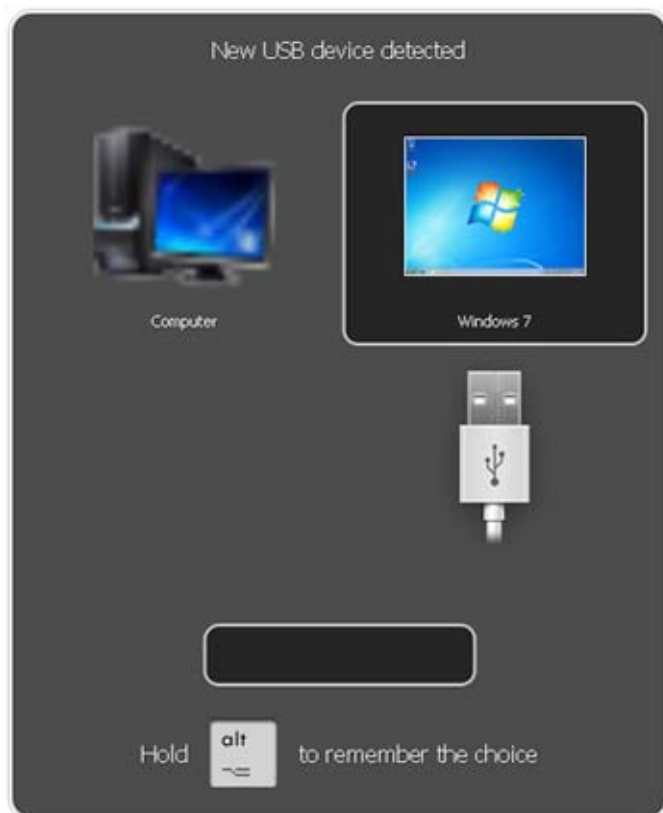 New USB device detected
Computer
Windows 7
Hold alt to remember the choice